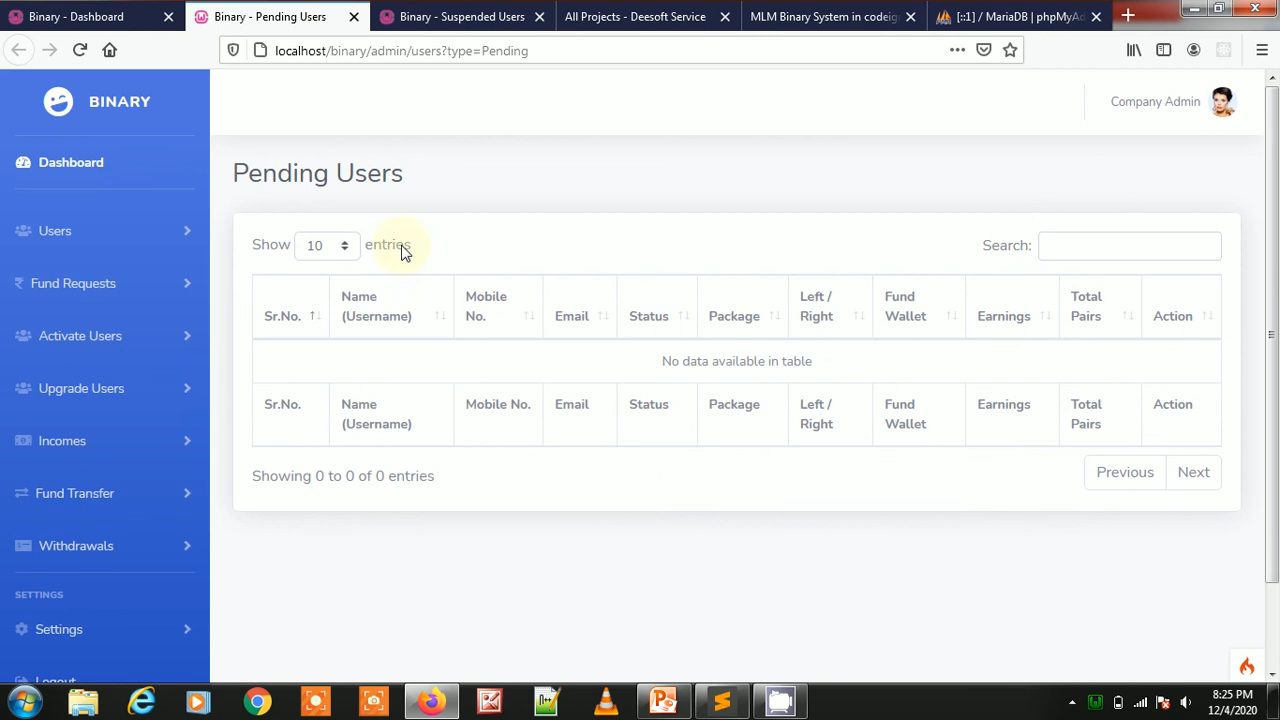 Binary - Dashboard
Binary - Pending Users
Binary - Suspended Users
All Projects - Deesoft Service
MLM Binary System in codeig
[::1] / MariaDB | phpMyAd
localhost/binary/admin/users?type=Pending
BINARY
Company Admin
Dashboard
Pending Users
Users
Fund Requests
Activate Users
Upgrade Users
Incomes
Fund Transfer
Withdrawals
SETTINGS
Settings
Logout
Show 10 entries
Search:
Sr.No. Name (Username) Mobile No. Email Status Package Left / Right Fund Wallet Earnings Total Pairs Action
No data available in table
Sr.No. Name (Username) Mobile No. Email Status Package Left / Right Fund Wallet Earnings Total Pairs Action
Showing 0 to 0 of 0 entries
Previous Next
8:25 PM
12/4/2020